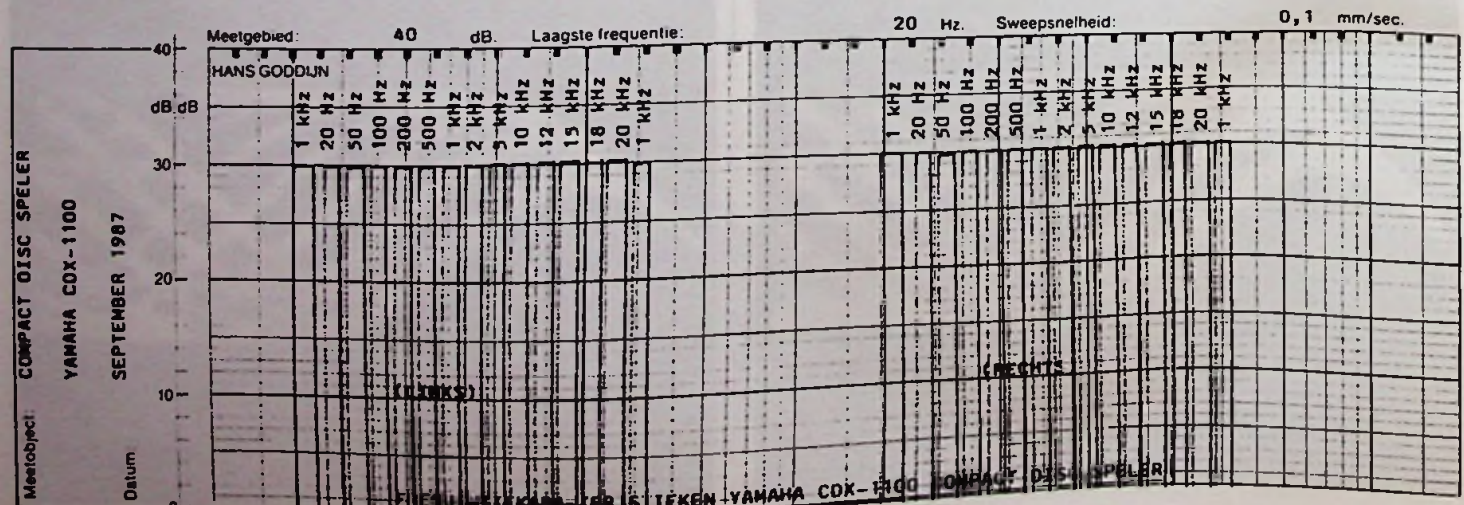 Meetgebied: 40 dB. Laagste frequentie: 20 Hz. Sweepsnelheid: 0,1 mm/sec.
HANS GODDIJN
40
dB dB
30
20
10
0
1 kHz
20 Hz
50 Hz
100 Hz
200 Hz
500 Hz
1 kHz
2 kHz
5 kHz
10 kHz
12 kHz
15 kHz
18 kHz
20 kHz
1 kHz
1 kHz
20 Hz
50 Hz
100 Hz
200 Hz
500 Hz
1 kHz
2 kHz
5 kHz
10 kHz
12 kHz
15 kHz
18 kHz
20 kHz
1 kHz
(LINKS)
(RECHTS
YAMAHA CDX-1100 COMPACT DISC SPELER
Meetobject: COMPACT DISC SPELER
YAMAHA CDX-1100
Datum: SEPTEMBER 1987